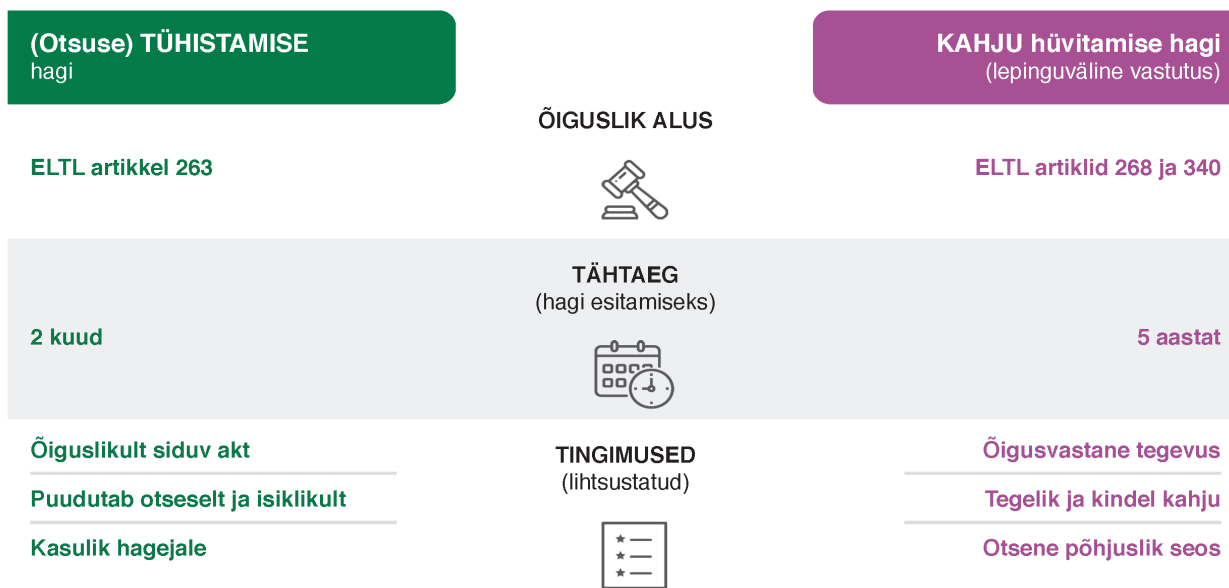 (Otsuse) TÜHISTAMISE
hagi
KAHJU hüvitamise hagi
(lepinguväline vastutus)
ÕIGUSLIK ALUS
ELTL artikkel 263
ELTL artiklid 268 ja 340
TÄHTAEG
(hagi esitamiseks)
2 kuud
5 aastat
TINGIMUSED
(lihtsustatud)
Õiguslikult siduv akt
Puudutab otseselt ja isiklikult
Kasulik hagejale
Õigusvastane tegevus
Tegelik ja kindel kahju
Otsene põhjuslik seos